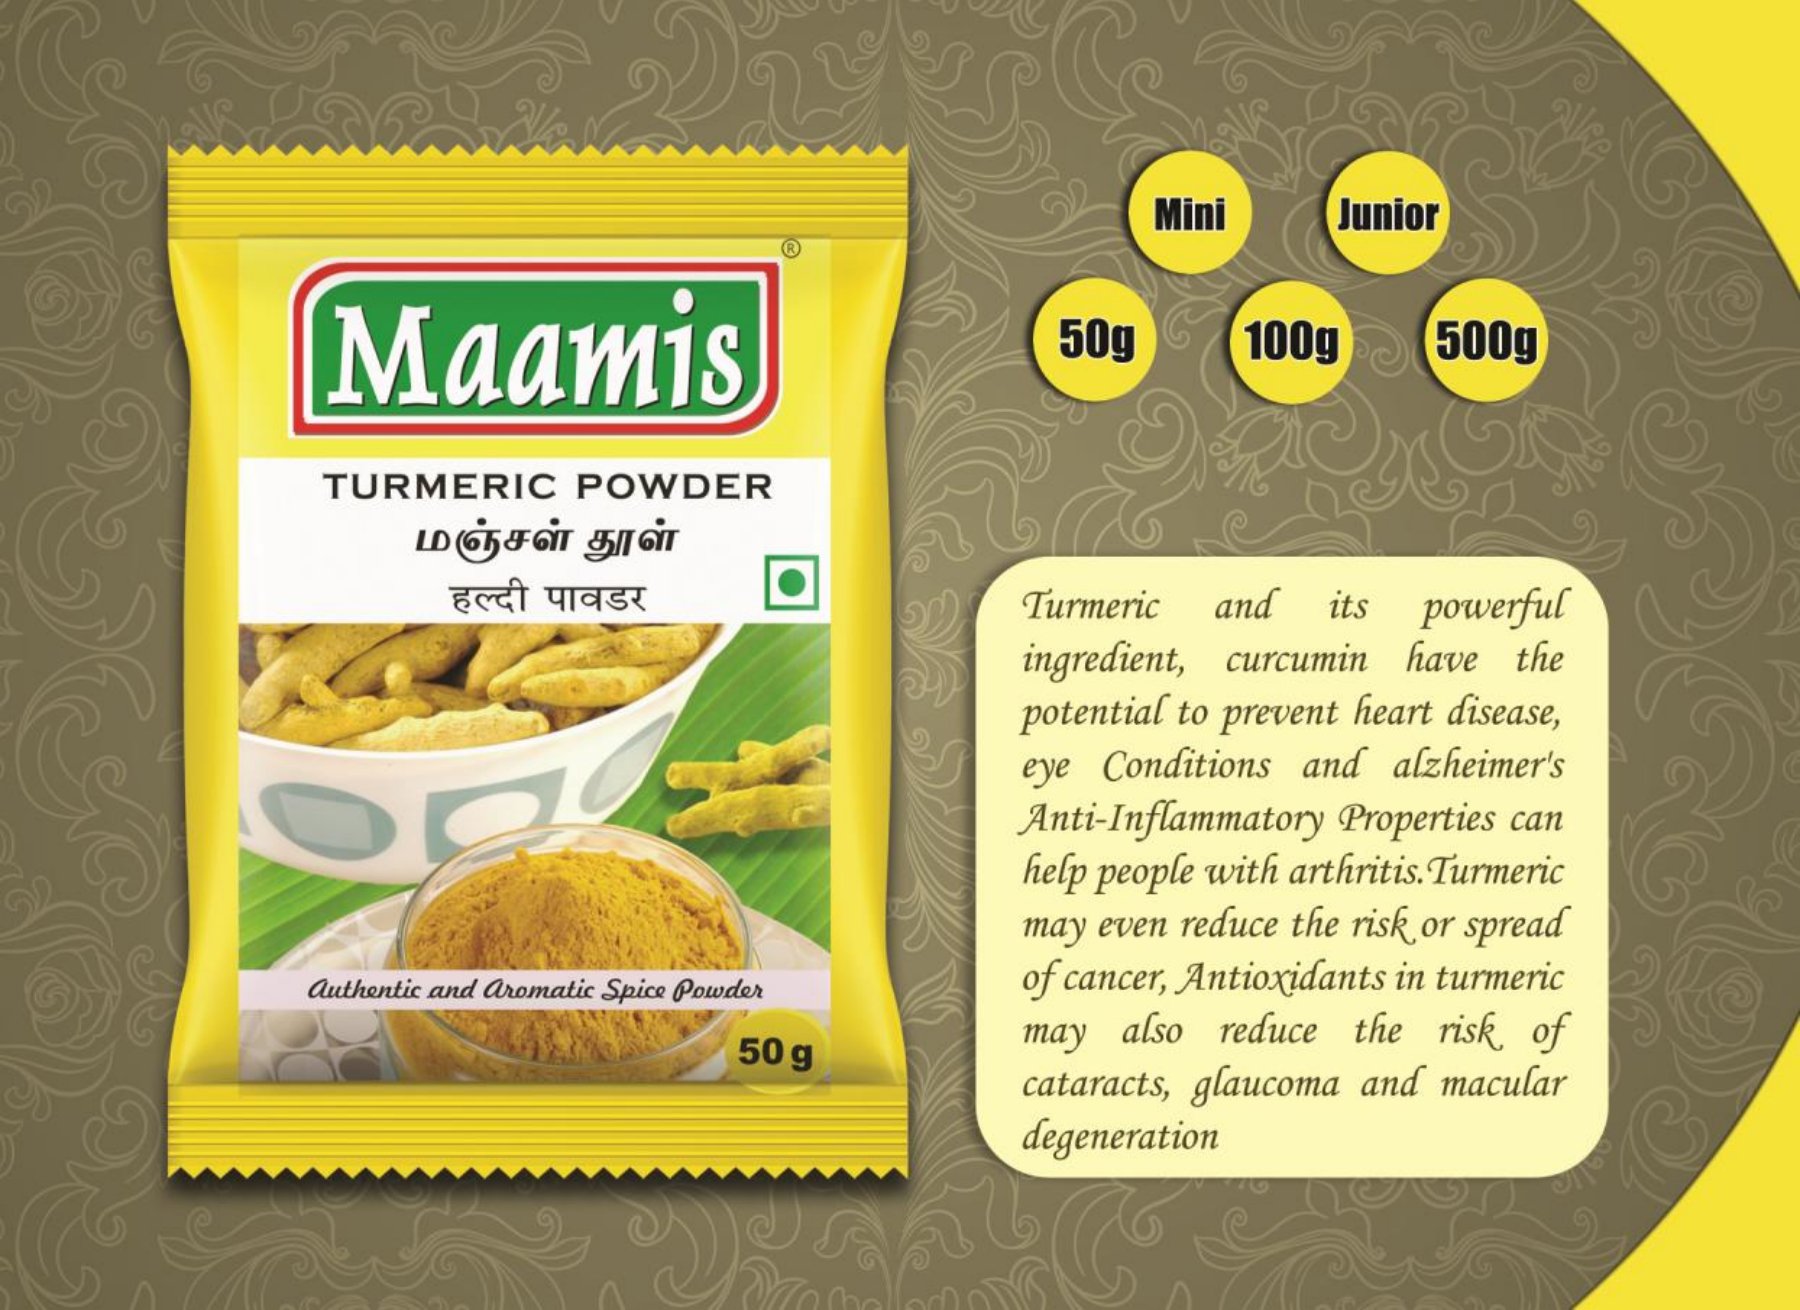 ®
Maamis
TURMERIC POWDER
மஞ்சள் தூள்
हल्दी पावडर
Authentic and Aromatic Spice Powder
50 g
Mini
Junior
50g
100g
500g
Turmeric and its powerful
ingredient, curcumin have the
potential to prevent heart disease,
eye Conditions and alzheimer's
Anti-Inflammatory Properties can
help people with arthritis.Turmeric
may even reduce the risk or spread
of cancer, Antioxidants in turmeric
may also reduce the risk of
cataracts, glaucoma and macular
degeneration